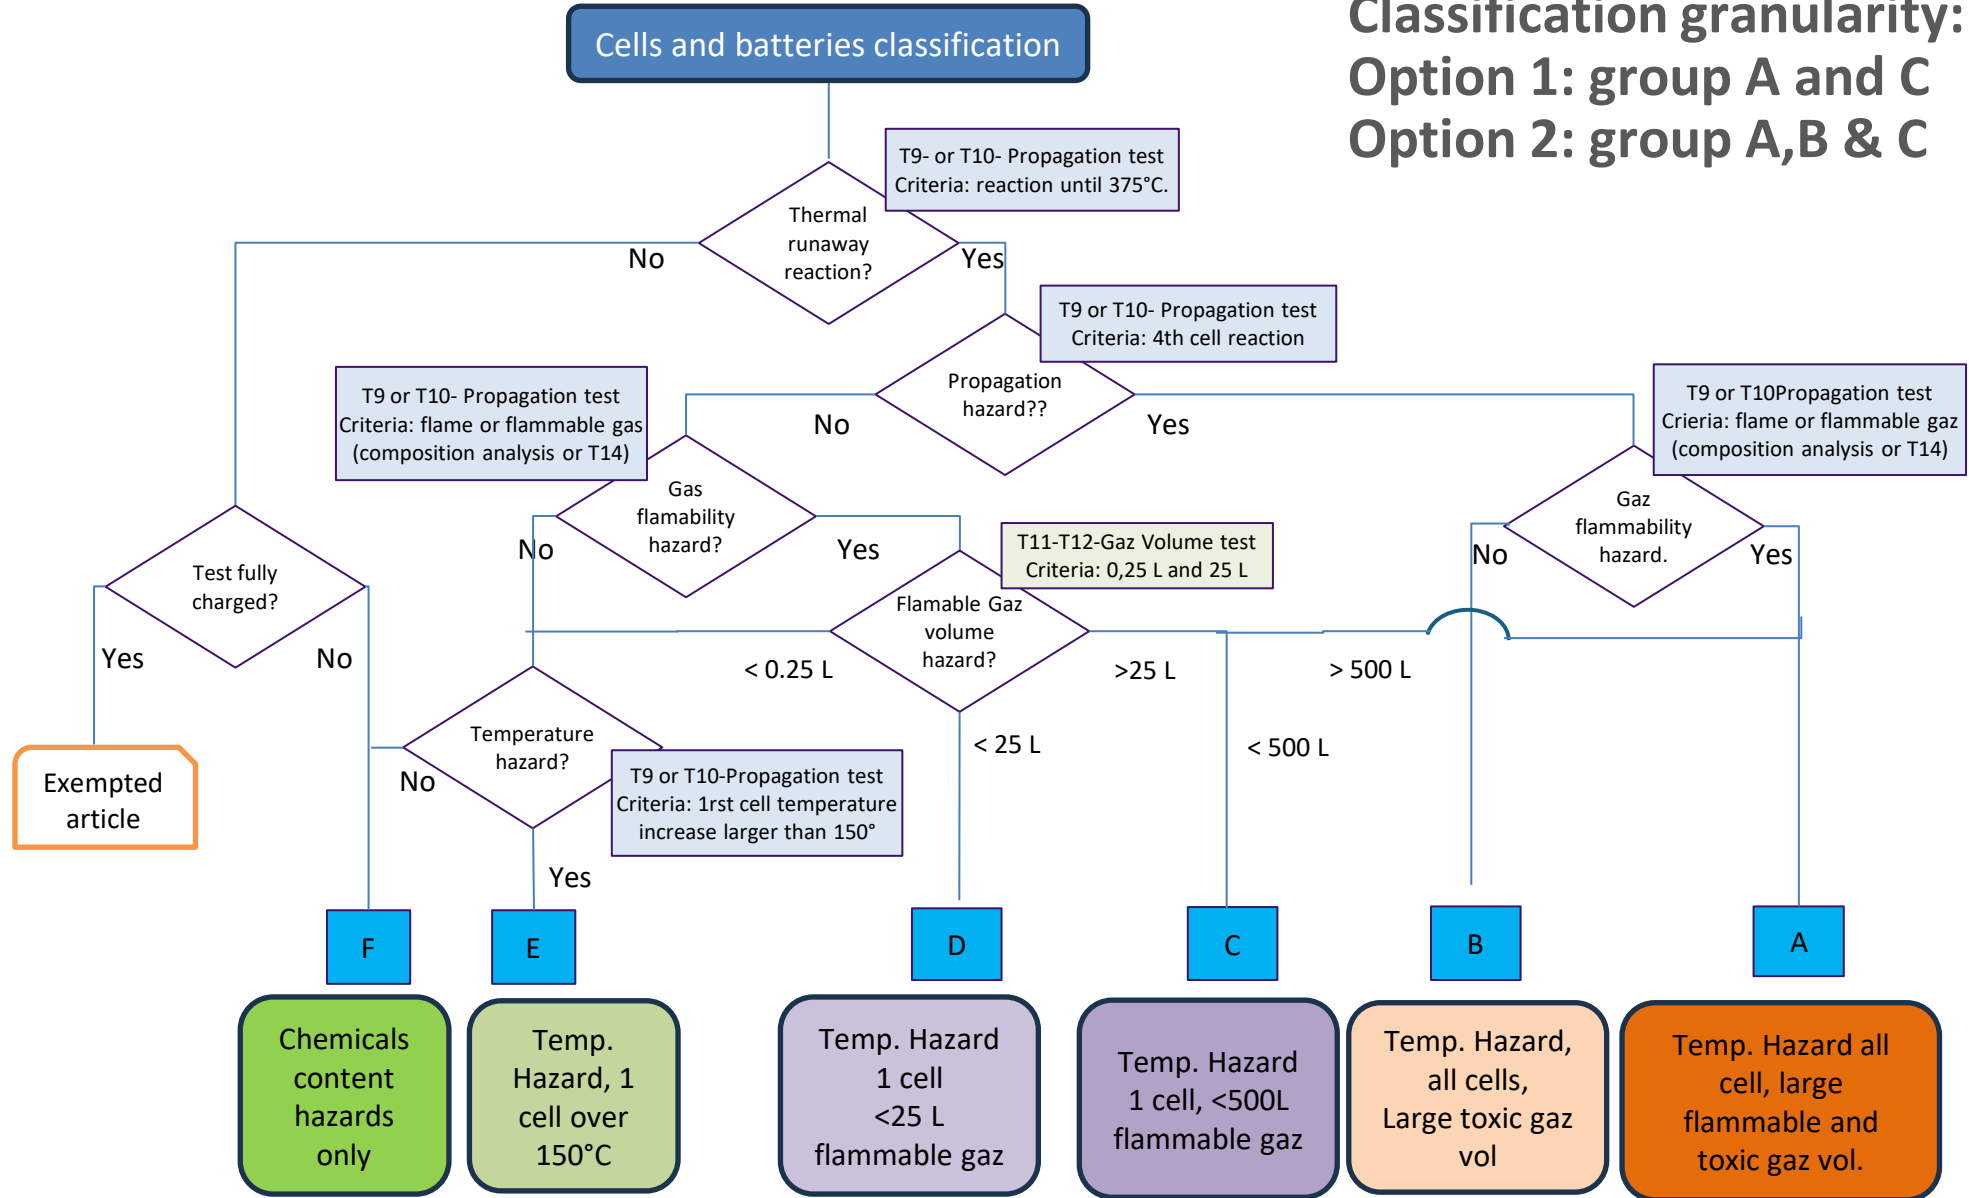 Classification granularity:
Option 1: group A and C
Option 2: group A,B & C
Cells and batteries classification
T9- or T10- Propagation test
Criteria: reaction until 375°C.
Thermal
runaway
reaction?
No
Yes
T9 or T10- Propagation test
Criteria: 4th cell reaction
Propagation
hazard??
No
Yes
T9 or T10- Propagation test
Criteria: flame or flammable gas
(composition analysis or T14)
Gas
flamability
hazard?
No
Yes
T9 or T10Propagation test
Crieria: flame or flammable gaz
(composition analysis or T14)
Gaz
flammability
hazard.
No
Yes
T11-T12-Gaz Volume test
Criteria: 0,25 L and 25 L
Flamable Gaz
volume
hazard?
< 0.25 L
>25 L
> 500 L
< 25 L
< 500 L
Test fully
charged?
Yes
No
Exempted
article
Temperature
hazard?
No
T9 or T10-Propagation test
Criteria: 1rst cell temperature
increase larger than 150°
Yes
F
E
D
C
B
A
Chemicals
content
hazards
only
Temp.
Hazard, 1
cell over
150°C
Temp. Hazard
1 cell
<25 L
flammable gaz
Temp. Hazard
1 cell, <500L
flammable gaz
Temp. Hazard,
all cells,
Large toxic gaz
vol
Temp. Hazard all
cell, large
flammable and
toxic gaz vol.